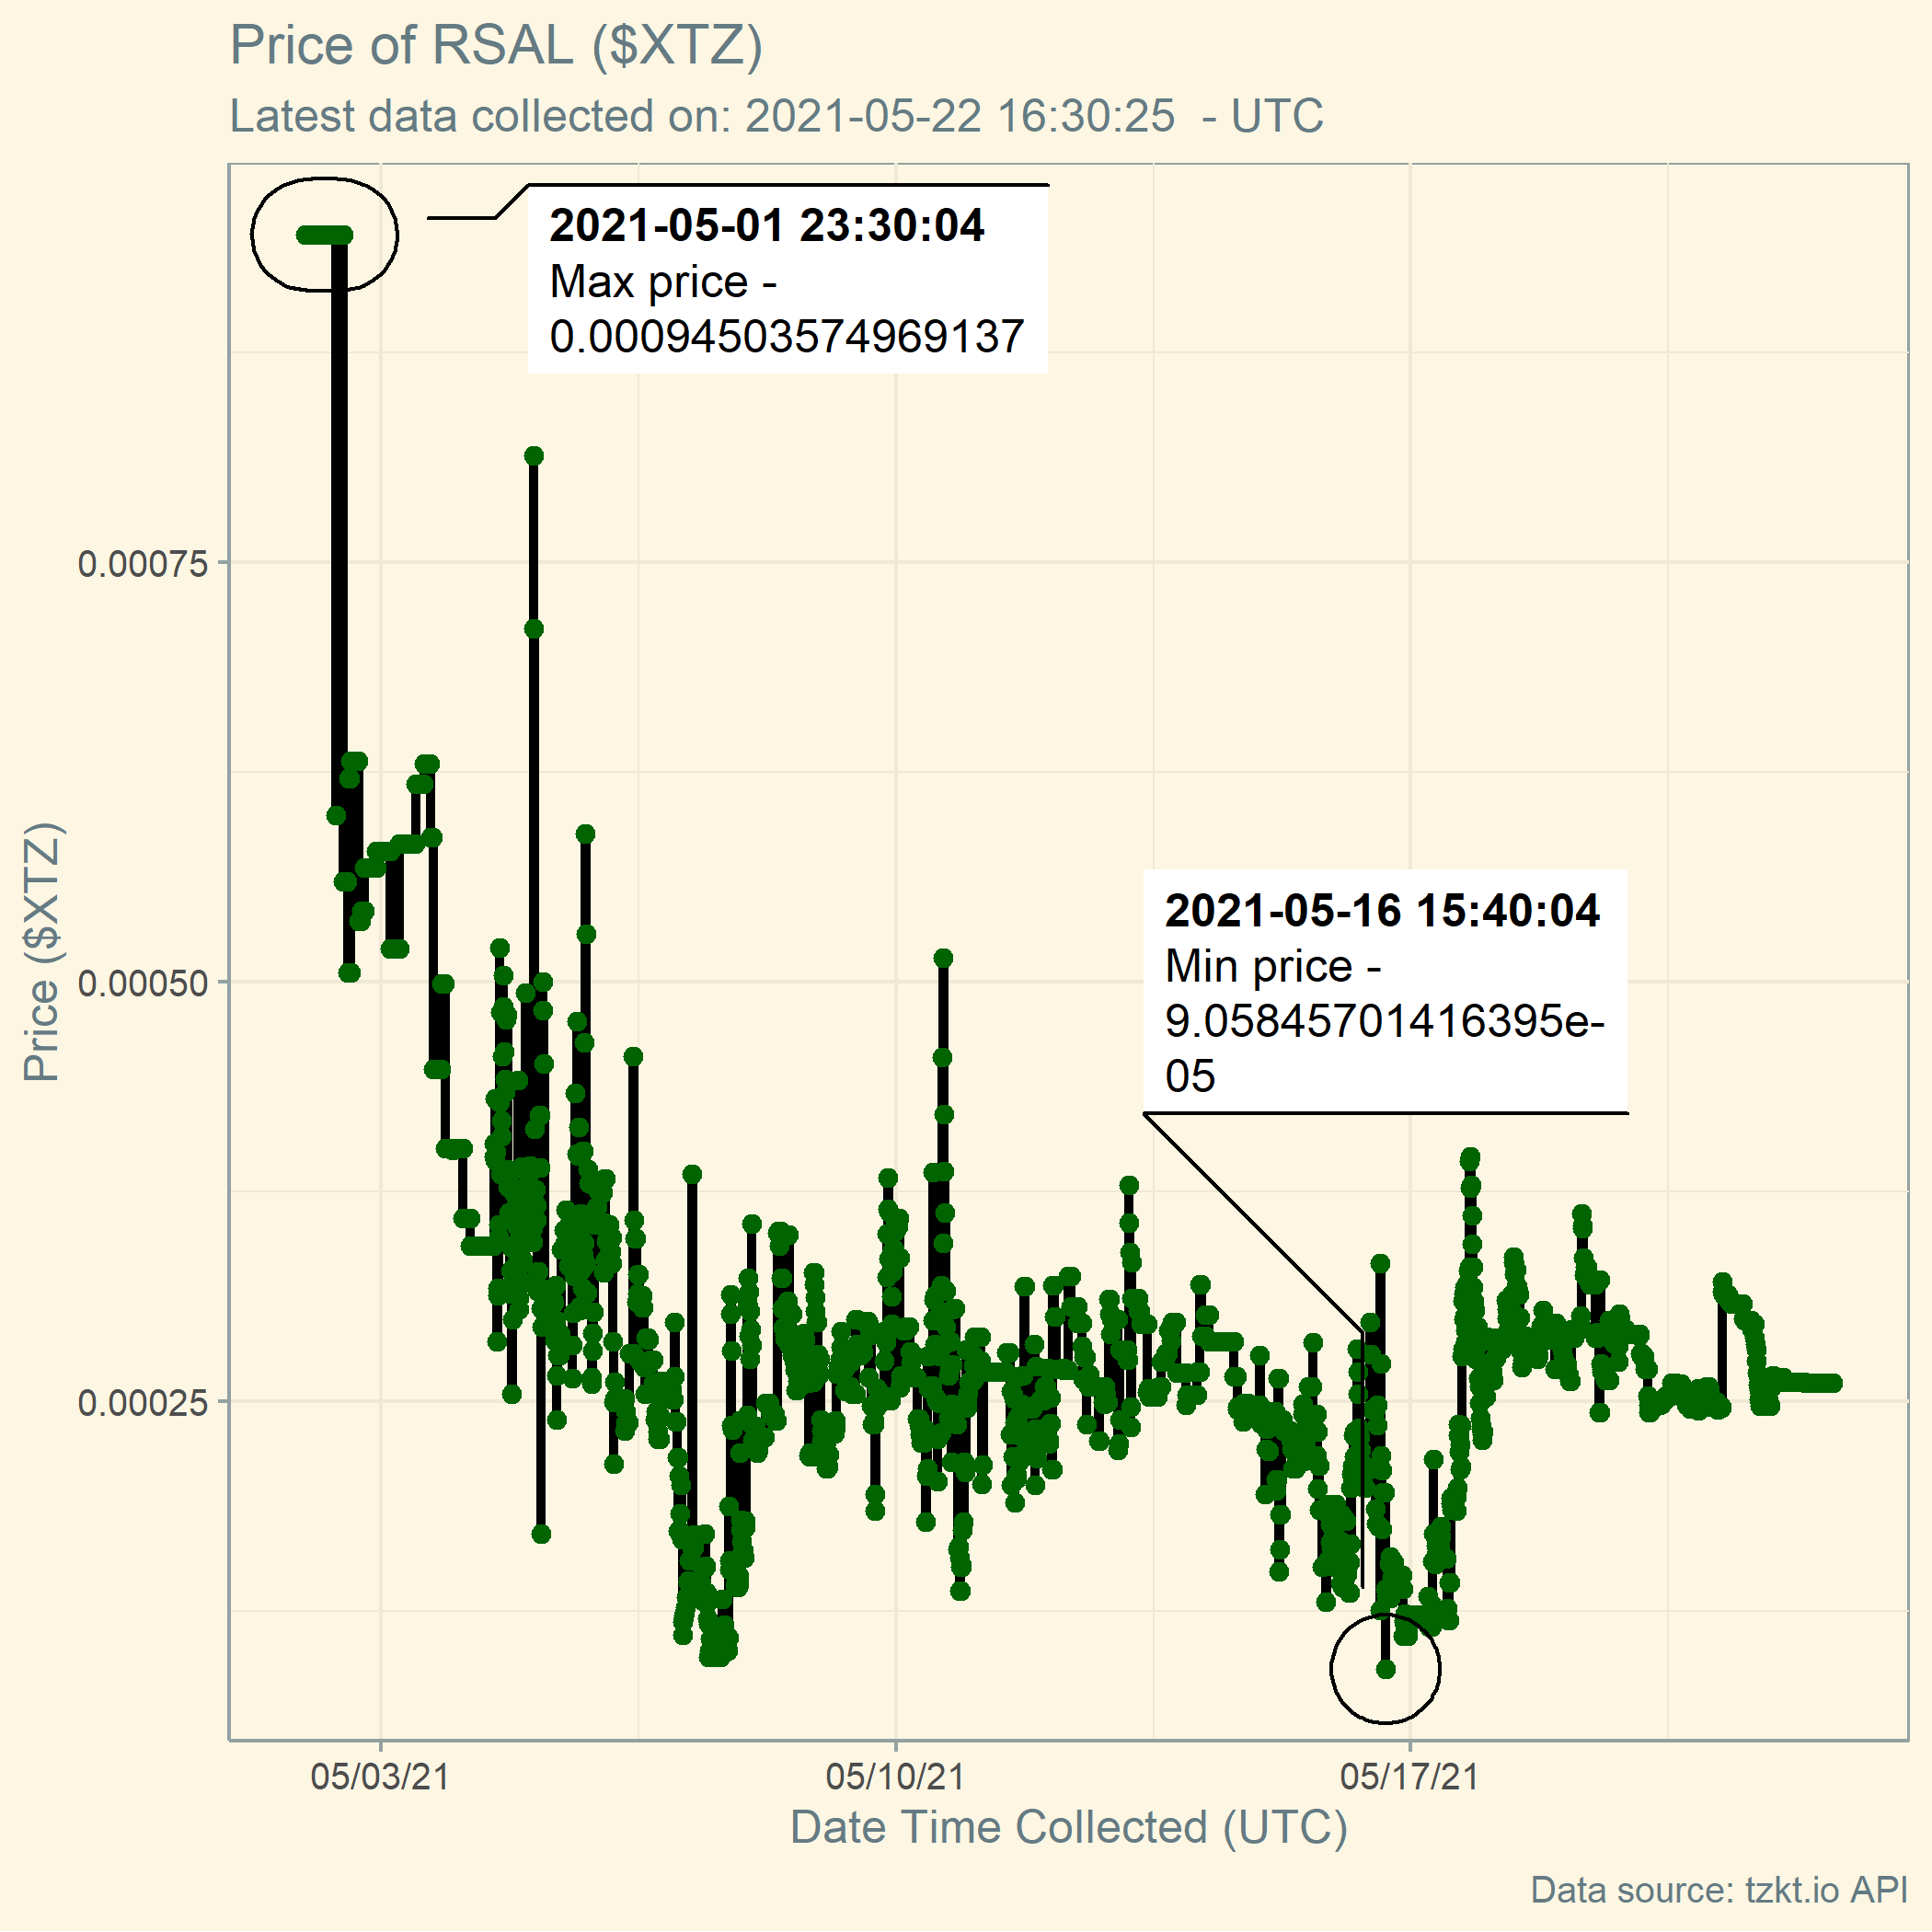 Price of RSAL ($XTZ)
Latest data collected on: 2021-05-22 16:30:25  - UTC
2021-05-01 23:30:04
Max price -
0.000945035749691​37
0.00075
2021-05-16 15:40:04
Min price -
9.05845701416395e-
05
Price ($XTZ)
0.00050
0.00025
05/03/21
05/10/21
05/17/21
Date Time Collected (UTC)
Data source: tzkt.io API